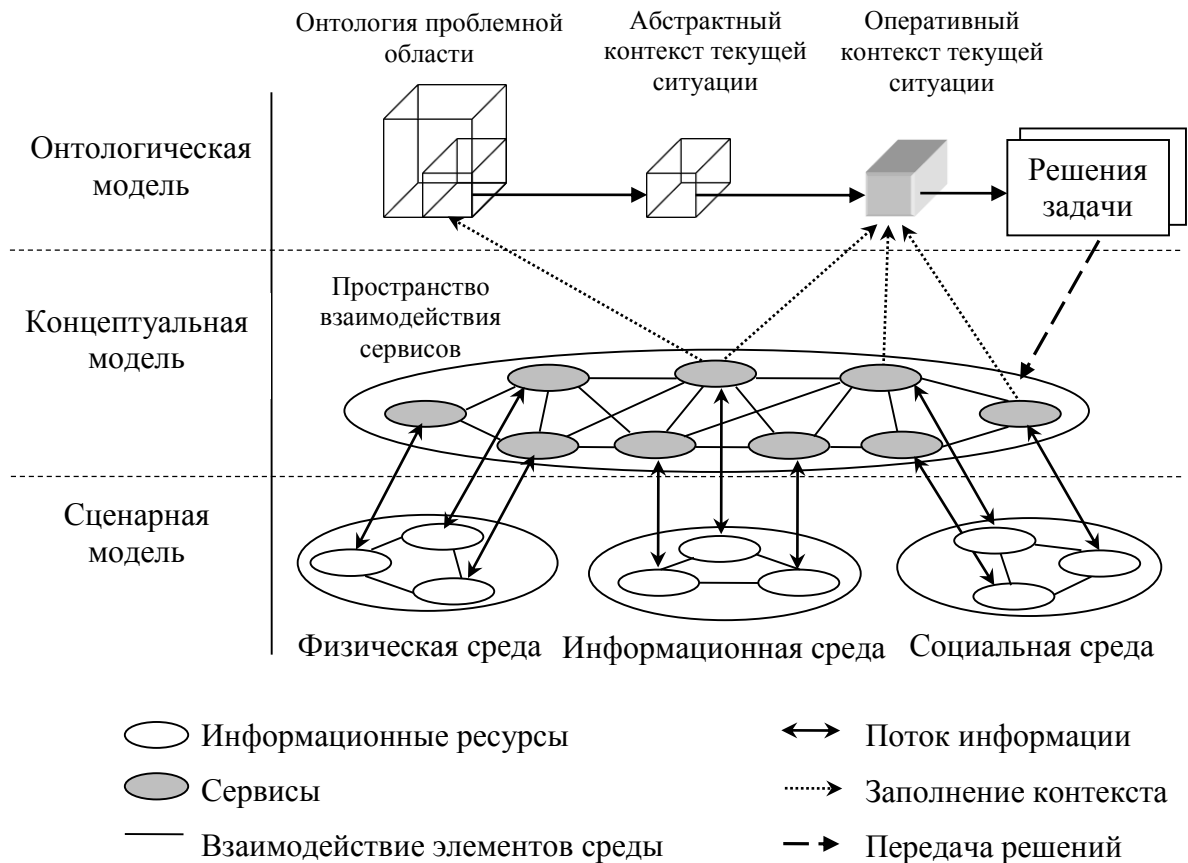 Онтология проблемной
области
Абстрактный
контекст текущей
ситуации
Оперативный
контекст текущей
ситуации
Онтологическая
модель
Решения
задачи
Пространство
взаимодействия
сервисов
Концептуальная
модель
Сценарная
модель
Физическая среда
Информационная среда
Социальная среда
Информационные ресурсы
Поток информации
Сервисы
Заполнение контекста
Взаимодействие элементов среды
Передача решений